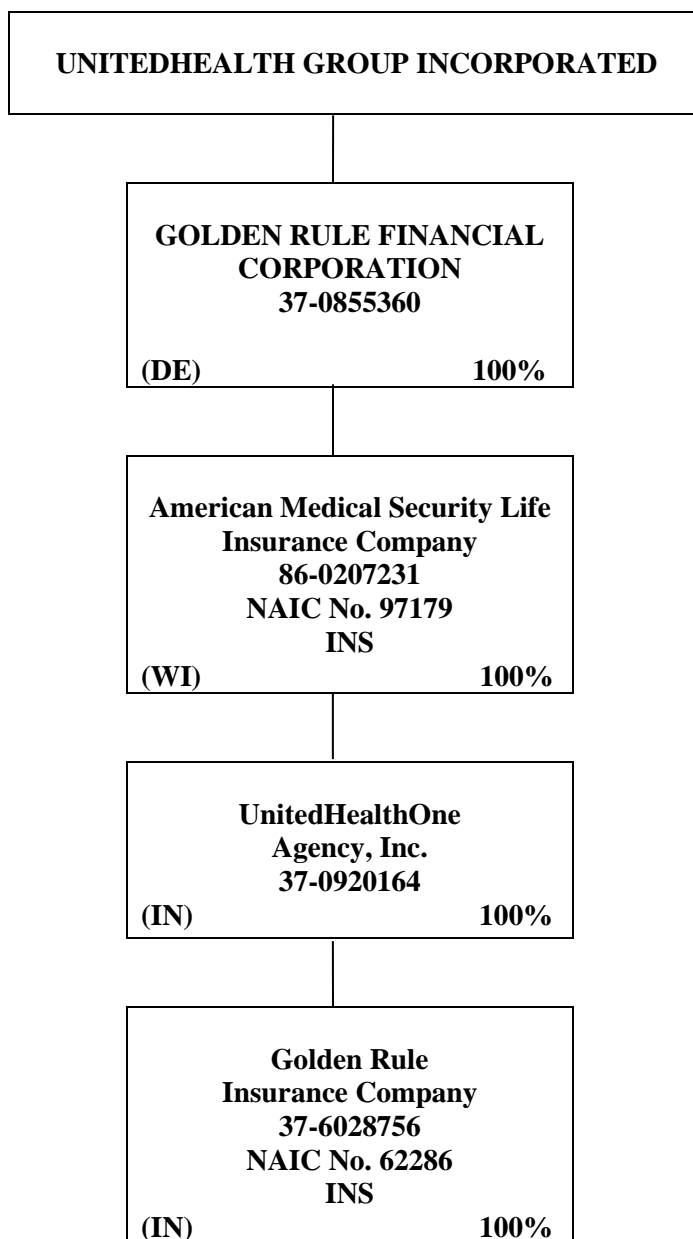 UNITEDHEALTH GROUP INCORPORATED
GOLDEN RULE FINANCIAL
CORPORATION
37-0855360
(DE) 100%
American Medical Security Life
Insurance Company
86-0207231
NAIC No. 97179
INS
(WI) 100%
UnitedHealthOne
Agency, Inc.
37-0920164
(IN) 100%
Golden Rule
Insurance Company
37-6028756
NAIC No. 62286
INS
(IN) 100%